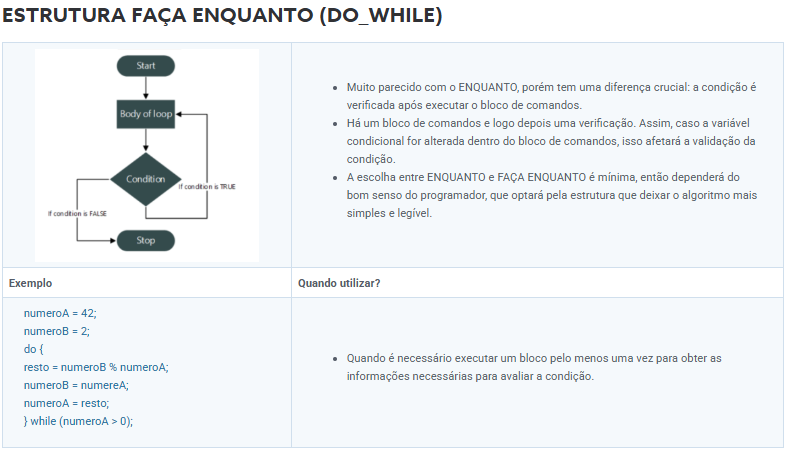 ESTRUTURA FAÇA ENQUANTO (DO_WHILE)
Start
Body of loop
Condition
If condition is TRUE
If condition is FALSE
Stop
Muito parecido com o ENQUANTO, porém tem uma diferença crucial: a condição é
verificada após executar o bloco de comandos.
Há um bloco de comandos e logo depois uma verificação. Assim, caso a variável
condicional for alterada dentro do bloco de comandos, isso afetará a validação da
condição.
A escolha entre ENQUANTO e FAÇA ENQUANTO é mínima, então dependerá do
bom senso do programador, que optará pela estrutura que deixar o algoritmo mais
simples e legível.
Exemplo
Quando utilizar?
numeroA = 42;
numeroB = 2;
do {
resto = numeroB % numeroA;
numeroB = numereA;
numeroA = resto;
} while (numeroA > 0);
Quando é necessário executar um bloco pelo menos uma vez para obter as
informações necessárias para avaliar a condição.